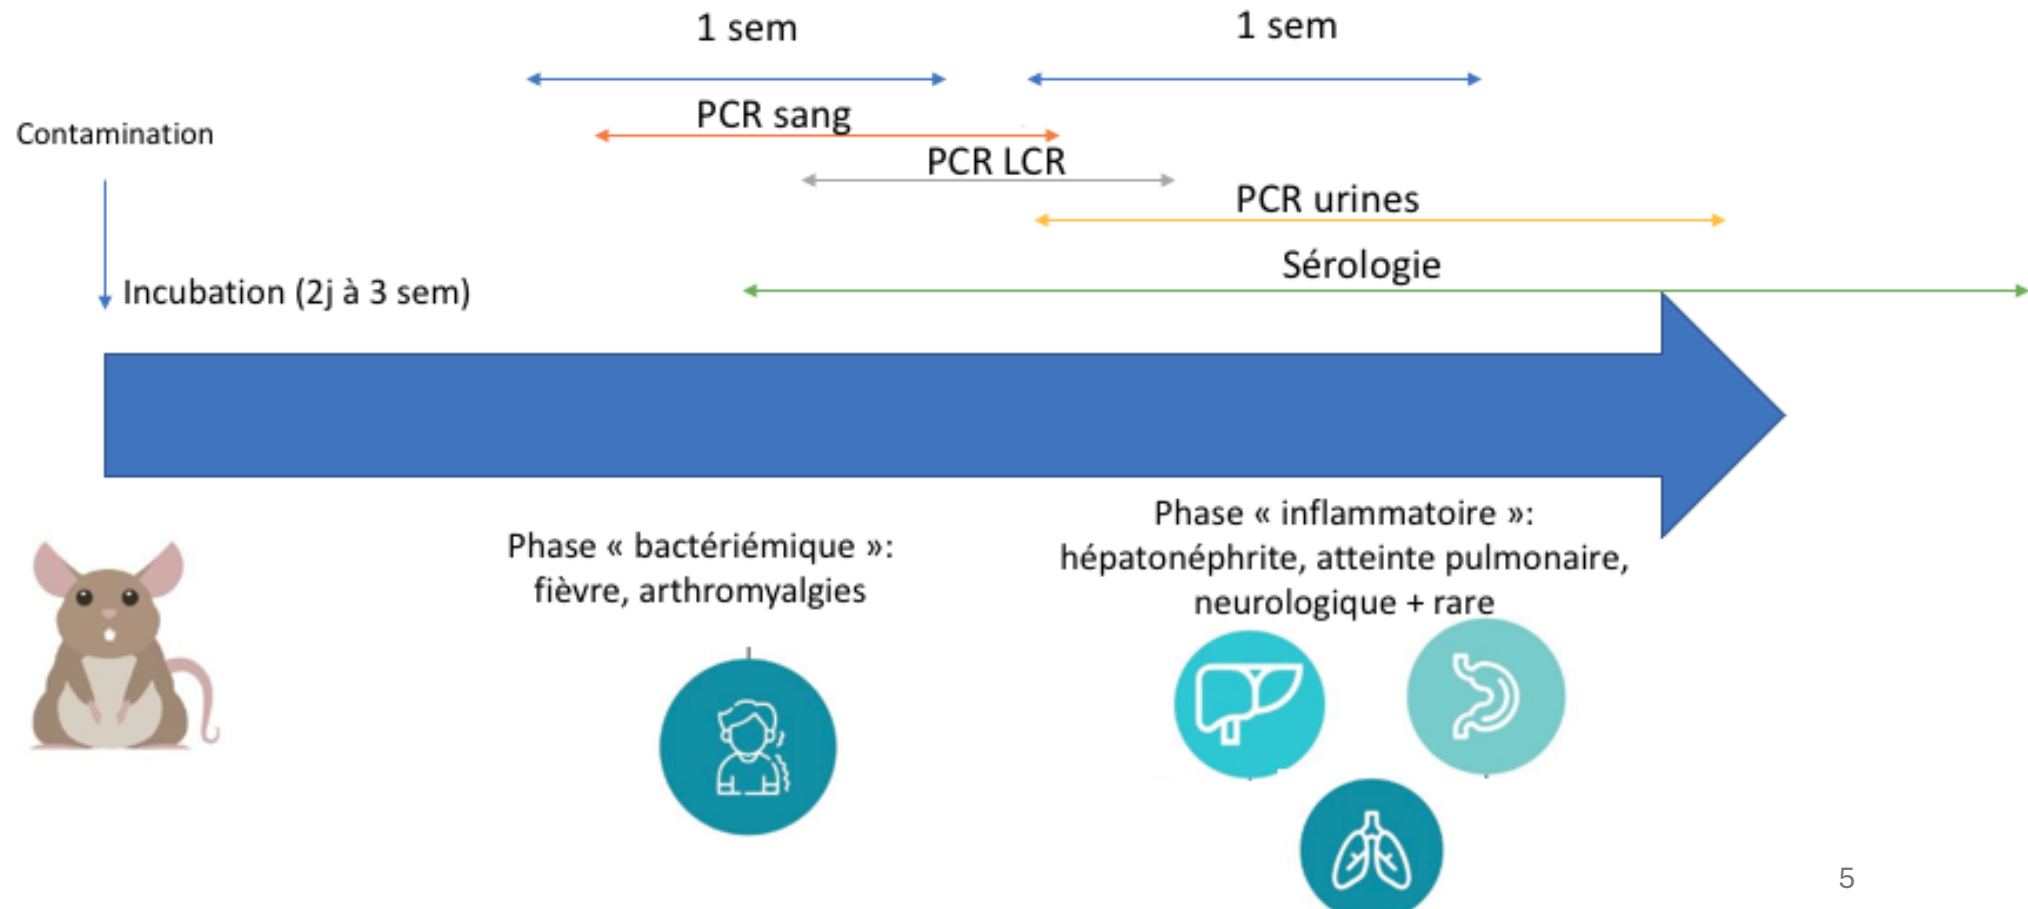 1 sem
1 sem
PCR sang
Contamination
PCR LCR
PCR urines
Sérologie
Incubation (2j à 3 sem)
Phase « bactériémique »:
fièvre, arthromyalgies
Phase « inflammatoire »:
hépatonéphrite, atteinte pulmonaire,
neurologique + rare
5